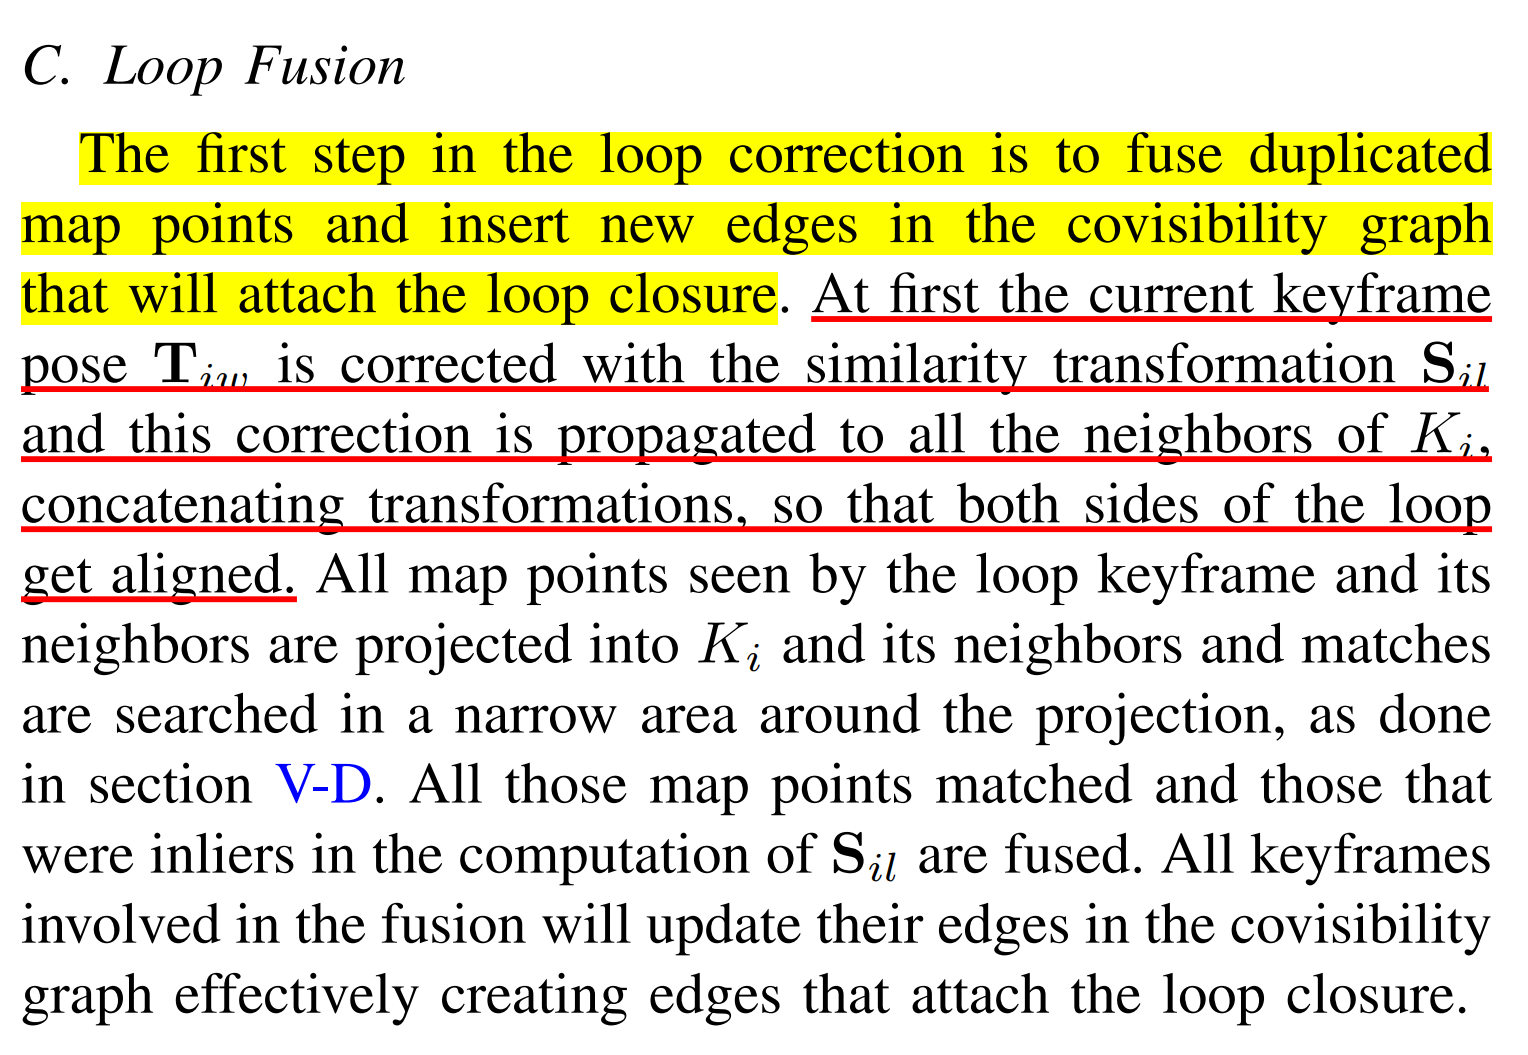 C. Loop Fusion
The first step in the loop correction is to fuse duplicated
map points and insert new edges in the covisibility graph
that will attach the loop closure. At first the current keyframe
pose T_{iw} is corrected with the similarity transformation S_{il}
and this correction is propagated to all the neighbors of K_i,
concatenating transformations, so that both sides of the loop
get aligned. All map points seen by the loop keyframe and its
neighbors are projected into K_i and its neighbors and matches
are searched in a narrow area around the projection, as done
in section V-D. All those map points matched and those that
were inliers in the computation of S_{il} are fused. All keyframes
involved in the fusion will update their edges in the covisibility
graph effectively creating edges that attach the loop closure.